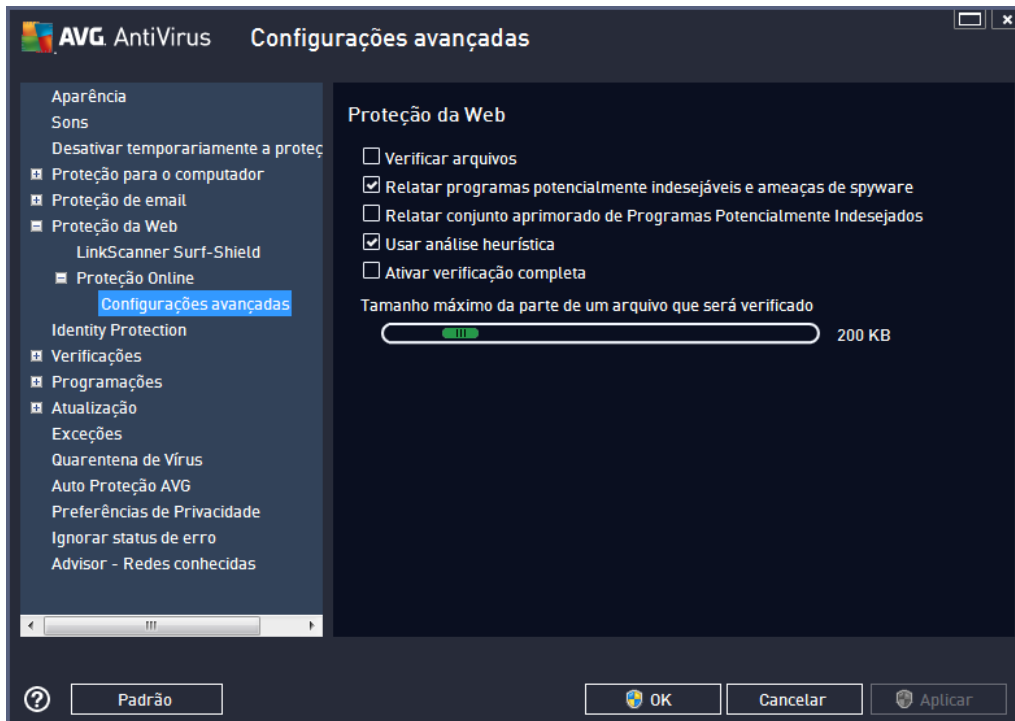 AVG. AntiVirus Configurações avançadas
Aparência
Sons
Desativar temporariamente a proteç
Proteção para o computador
Proteção de email
Proteção da Web
LinkScanner Surf-Shield
Proteção Online
Configurações avançadas
Identity Protection
Verificações
Programações
Atualização
Exceções
Quarentena de Vírus
Auto Proteção AVG
Preferências de Privacidade
Ignorar status de erro
Advisor - Redes conhecidas
Proteção da Web
Verificar arquivos
Relatar programas potencialmente indesejáveis e ameaças de spyware
Relatar conjunto aprimorado de Programas Potencialmente Indesejados
Usar análise heurística
Ativar verificação completa
Tamanho máximo da parte de um arquivo que será verificado
200 KB
? Padrão OK Cancelar Aplicar